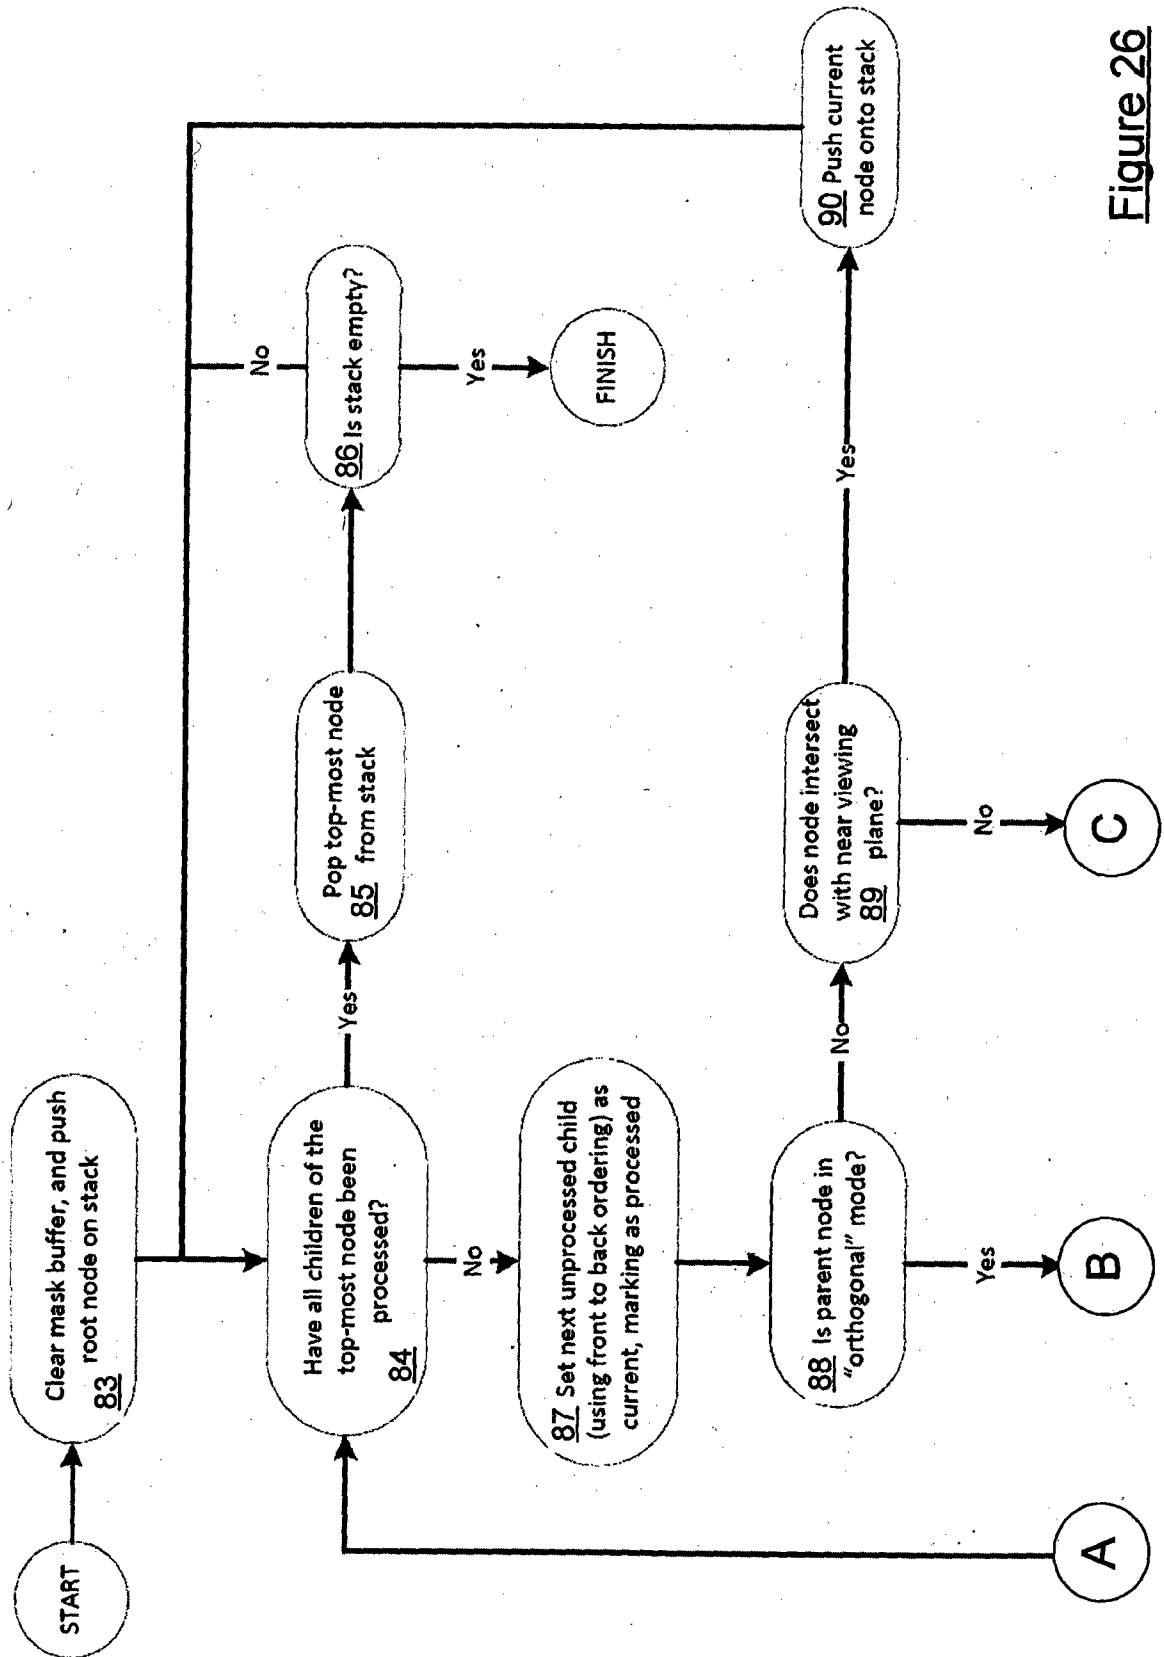 START
Clear mask buffer, and push
root node on stack
83
Have all children of the
top-most node been
processed?
84
Yes
Pop top-most node
85 from stack
86 Is stack empty?
No
Yes
FINISH
No
87 Set next unprocessed child
(using front to back ordering) as
current, marking as processed
88 Is parent node in
"orthogonal" mode?
No
Does node intersect
with near viewing
89 plane?
Yes
90 Push current
node onto stack
A
Yes
B
No
C
Figure 26